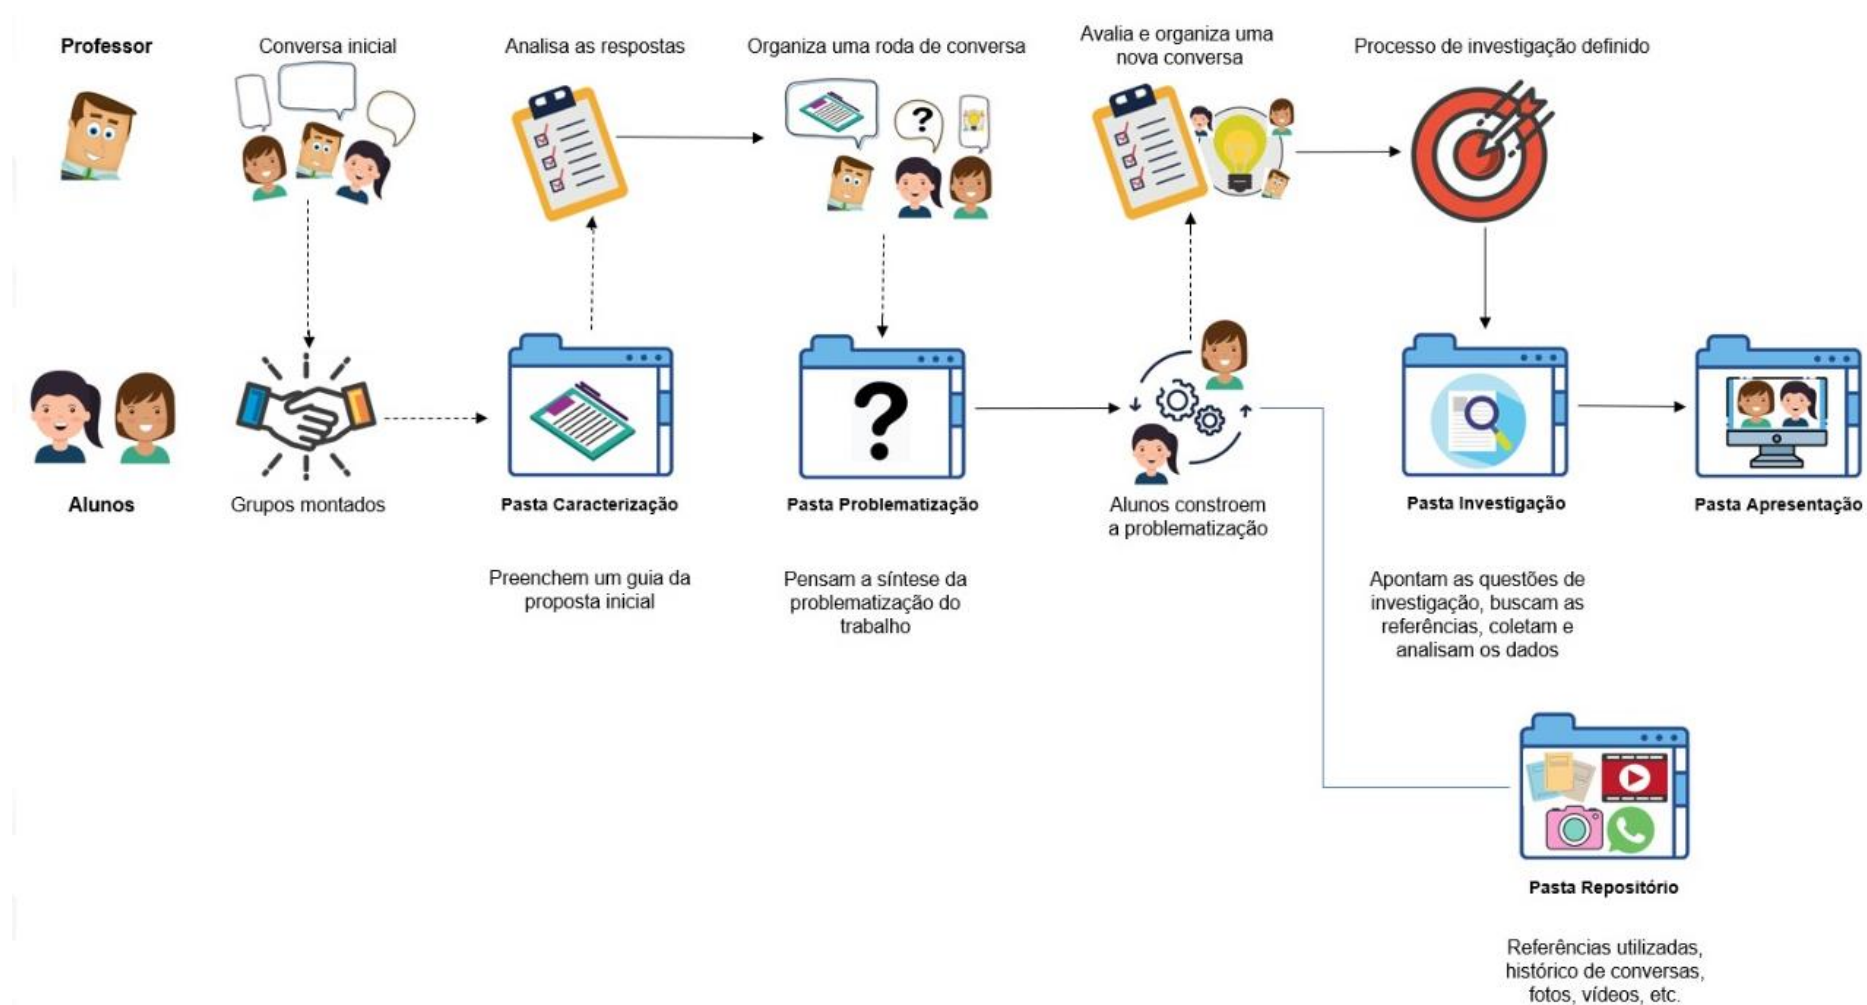 Professor
Conversa inicial
Analisa as respostas
Organiza uma roda de conversa
Avalia e organiza uma
nova conversa
Processo de investigação definido
Alunos
Grupos montados
Pasta Caracterização
Preenchem um guia da
proposta inicial
Pasta Problematização
Pensam a síntese da
problematização do
trabalho
Alunos constroem
a problematização
Pasta Investigação
Apontam as questões de
investigação, buscam as
referências, coletam e
analisam os dados
Pasta Apresentação
Pasta Repositório
Referências utilizadas,
histórico de conversas,
fotos, vídeos, etc.